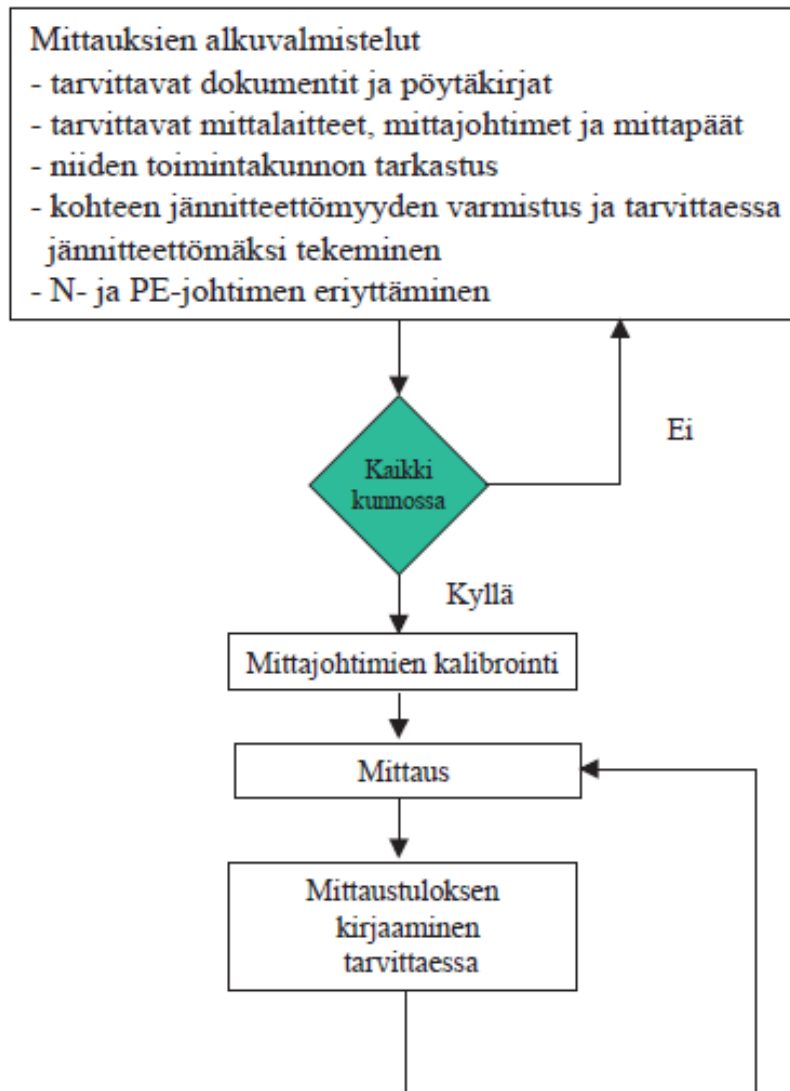 Mittauksien alkuvalmistelut
- tarvittavat dokumentit ja pöytäkirjat
- tarvittavat mittalaitteet, mittajohtimet ja mittapäät
- niiden toimintakunnon tarkastus
- kohteen jännitteettömyyden varmistus ja tarvittaessa
jännitteettömäksi tekeminen
- N- ja PE-johtimen eriyttäminen
Ei
Kaikki
kunnossa
Kyllä
Mittajohtimien kalibrointi
Mittaus
Mittaustuloksen
kirjaaminen
tarvittaessa